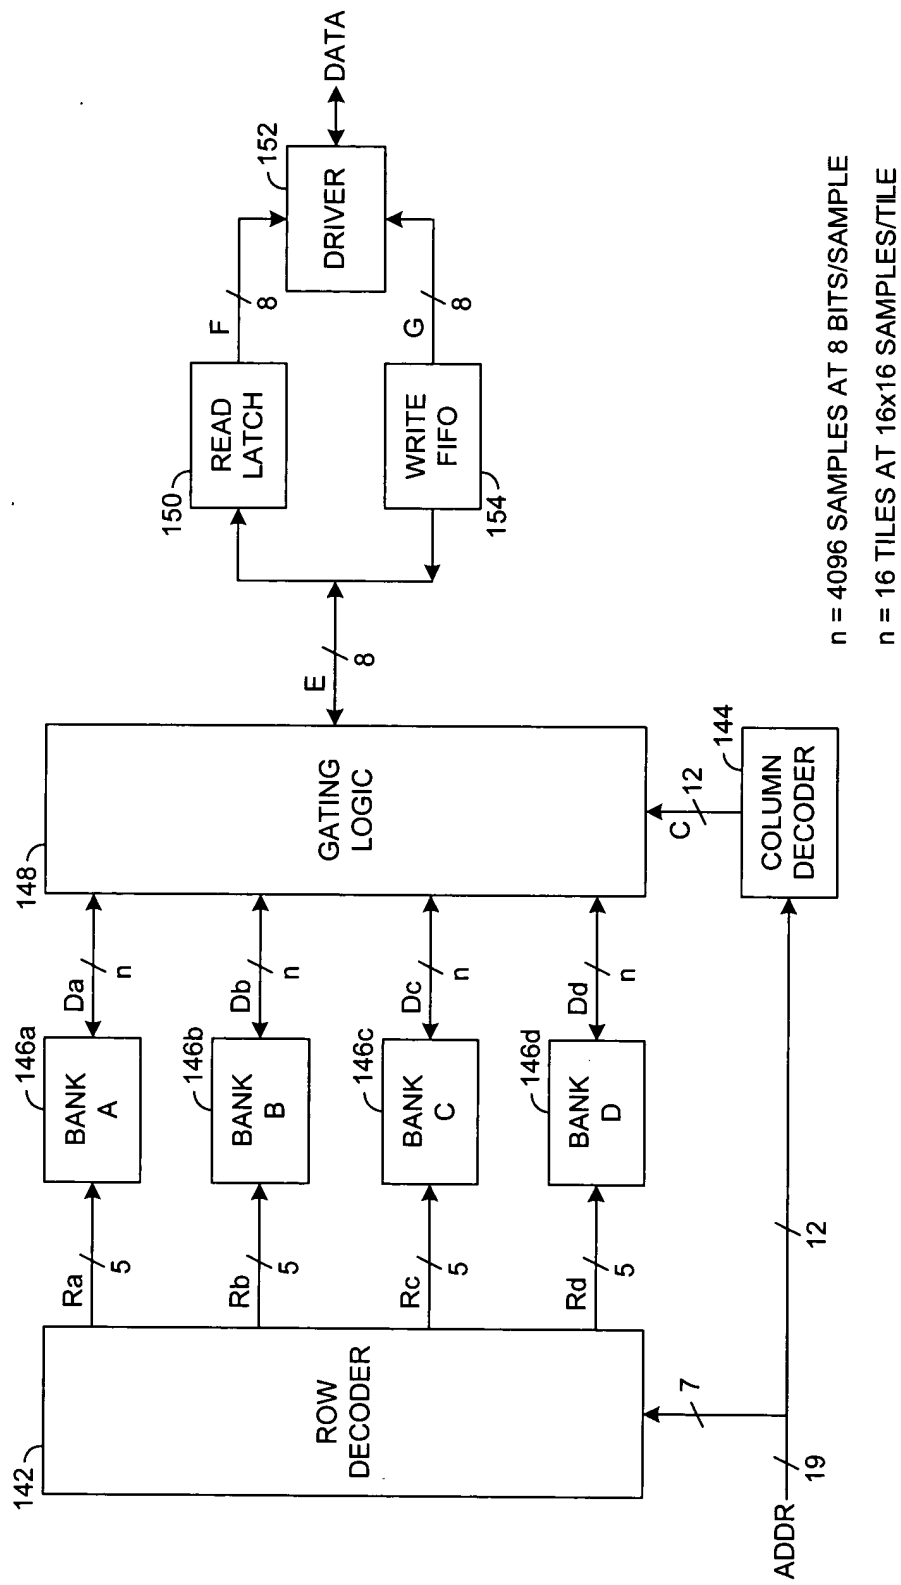 142
ROW
DECODER
Ra
5
Rb
5
Rc
5
Rd
5
146a
BANK
A
146b
BANK
B
146c
BANK
C
146d
BANK
D
Da
n
Db
n
Dc
n
Dd
n
148
GATING
LOGIC
E
8
150
READ
LATCH
F
8
WRITE
FIFO
154
G
8
152
DRIVER
DATA
ADDR
19
7
12
C
12
144
COLUMN
DECODER
n = 4096 SAMPLES AT 8 BITS/SAMPLE
n = 16 TILES AT 16x16 SAMPLES/TILE